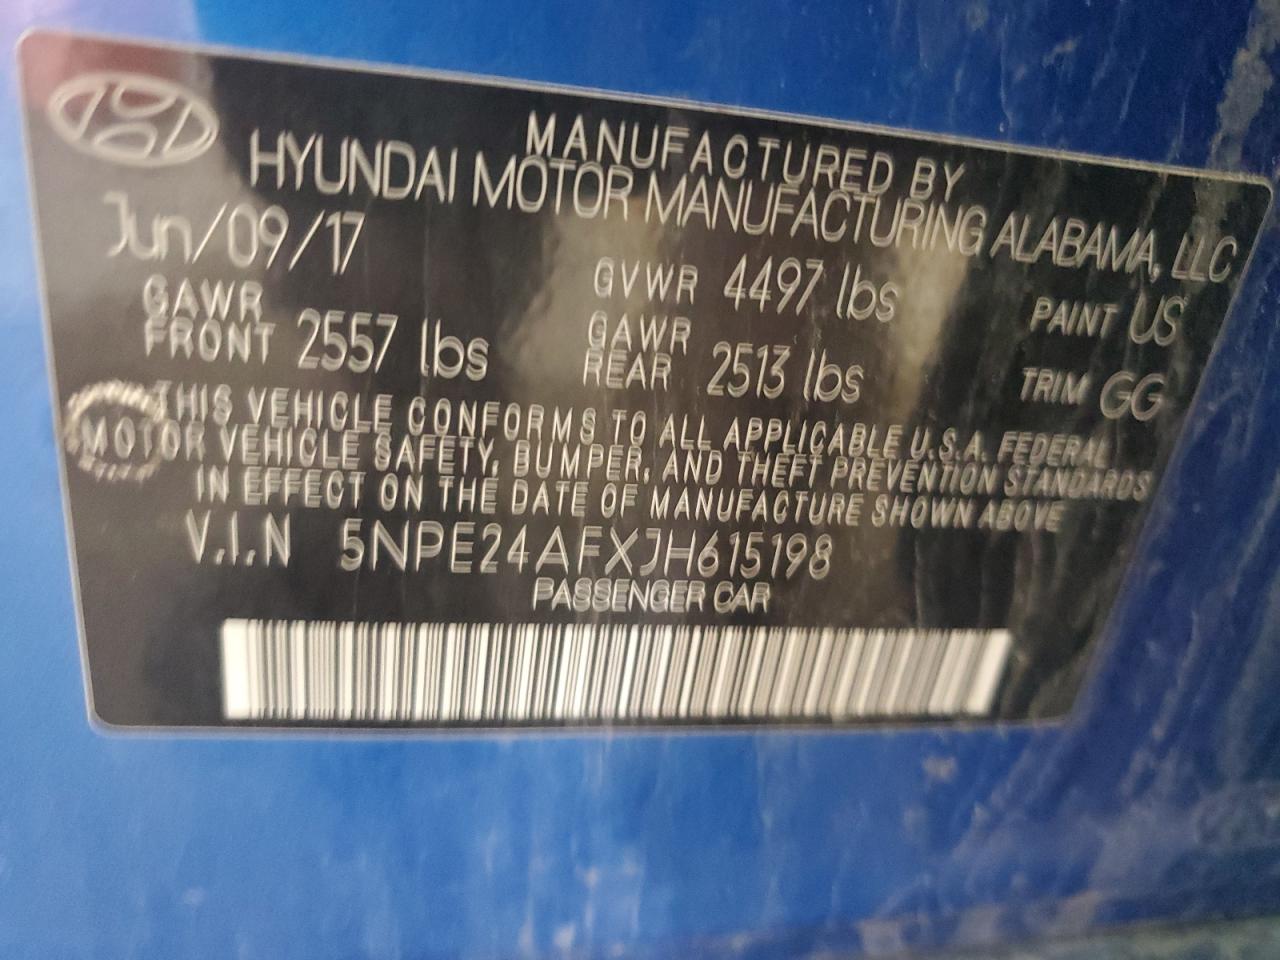 MANUFACTURED BY
HYUNDAI MOTOR MANUFACTURING ALABAMA, LLC
Jun/09/17
GVWR 4497 lbs
PAINT US
GAWR FRONT 2557 lbs
GAWR REAR 2513 lbs
TRIM GG
THIS VEHICLE CONFORMS TO ALL APPLICABLE U.S.A. FEDERAL
MOTOR VEHICLE SAFETY, BUMPER, AND THEFT PREVENTION STANDARDS
IN EFFECT ON THE DATE OF MANUFACTURE SHOWN ABOVE
V.I.N 5NPE24AFXJH615198
PASSENGER CAR